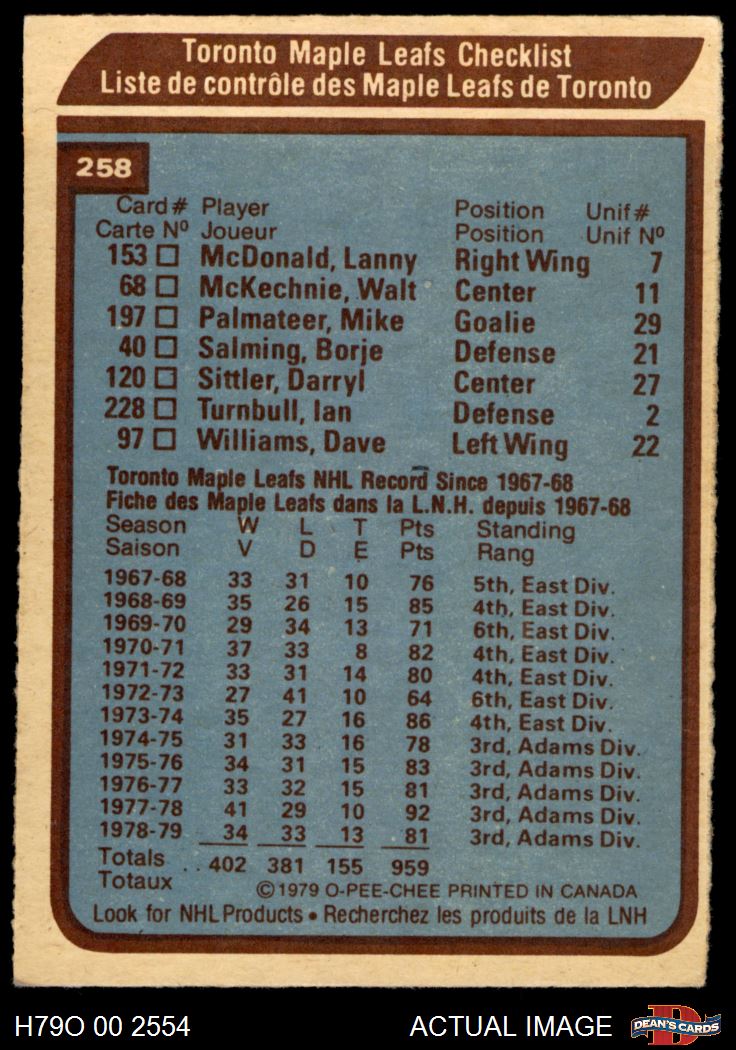 Toronto Maple Leafs Checklist
Liste de contrôle des Maple Leafs de Toronto
258
Card # Player Position Unif #
Carte Nº Joueur Position Unif Nº
153 □ McDonald, Lanny Right Wing 7
68 □ McKechnie, Walt Center 11
197 □ Palmateer, Mike Goalie 29
40 □ Salming, Borje Defense 21
120 □ Sittler, Darryl Center 27
228 □ Turnbull, Ian Defense 2
97 □ Williams, Dave Left Wing 22
Toronto Maple Leafs NHL Record Since 1967-68
Fiche des Maple Leafs dans la L.N.H. depuis 1967-68
Season W L T Pts Standing
Saison V D E Pts Rang
1967-68 33 31 10 76 5th, East Div.
1968-69 35 26 15 85 4th, East Div.
1969-70 29 34 13 71 6th, East Div.
1970-71 37 33 8 82 4th, East Div.
1971-72 33 31 14 80 4th, East Div.
1972-73 27 41 10 64 6th, East Div.
1973-74 35 27 16 86 4th, East Div.
1974-75 31 33 16 78 3rd, Adams Div.
1975-76 34 31 15 83 3rd, Adams Div.
1976-77 33 32 15 81 3rd, Adams Div.
1977-78 41 29 10 92 3rd, Adams Div.
1978-79 34 33 13 81 3rd, Adams Div.
Totals .. 402 381 155 959
Totaux
©1979 O-PEE-CHEE PRINTED IN CANADA
Look for NHL Products • Recherchez les produits de la LNH
H79O 00 2554 ACTUAL IMAGE DEAN'S CARDS